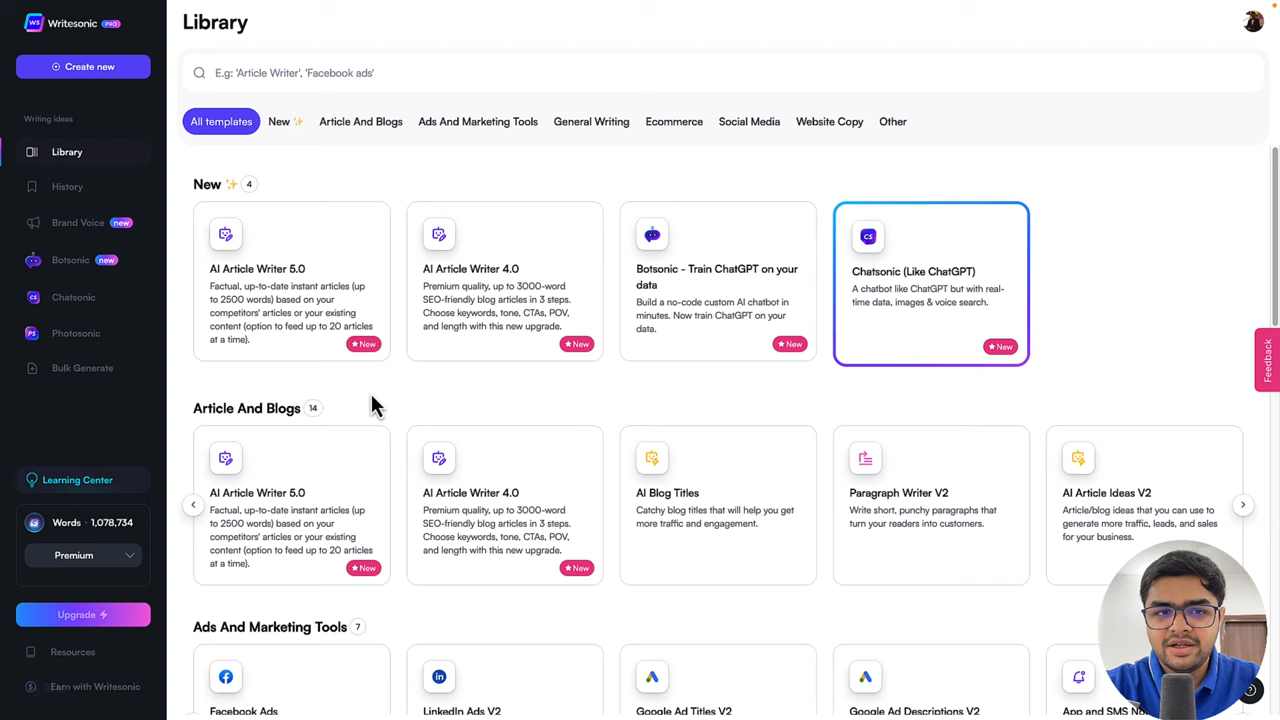 WS Writesonic PRO
Create new
Writing ideas
Library
History
Brand Voice new
Botsonic new
CS Chatsonic
PS Photosonic
Bulk Generate
Learning Center
Words · 1,078,734
Premium
Upgrade
Resources
$ Earn with Writesonic
Library
E.g: 'Article Writer', 'Facebook ads'
All templates New ✨ Article And Blogs Ads And Marketing Tools General Writing Ecommerce Social Media Website Copy Other
New ✨ 4
AI Article Writer 5.0
Factual, up-to-date instant articles (up
to 2500 words) based on your
competitors' articles or your existing
content (option to feed up to 20 articles
at a time).
New
AI Article Writer 4.0
Premium quality, up to 3000-word
SEO-friendly blog articles in 3 steps.
Choose keywords, tone, CTAs, POV,
and length with this new upgrade.
New
Botsonic - Train ChatGPT on your
data
Build a no-code custom AI chatbot in
minutes. Now train ChatGPT on your
data.
New
CS
Chatsonic (Like ChatGPT)
A chatbot like ChatGPT but with real-
time data, images & voice search.
New
Feedback
Article And Blogs 14
AI Article Writer 5.0
Factual, up-to-date instant articles (up
to 2500 words) based on your
competitors' articles or your existing
content (option to feed up to 20 articles
at a time).
New
AI Article Writer 4.0
Premium quality, up to 3000-word
SEO-friendly blog articles in 3 steps.
Choose keywords, tone, CTAs, POV,
and length with this new upgrade.
New
AI Blog Titles
Catchy blog titles that will help you get
more traffic and engagement.
Paragraph Writer V2
Write short, punchy paragraphs that
turn your readers into customers.
AI Article Ideas V2
Article/blog ideas that you can use to
generate more traffic, leads, and sales
for your business.
Ads And Marketing Tools 7
Facebook Ads
in
LinkedIn Ads V2
Google Ad Titles V2
Google Ad Descriptions V2
App and SMS